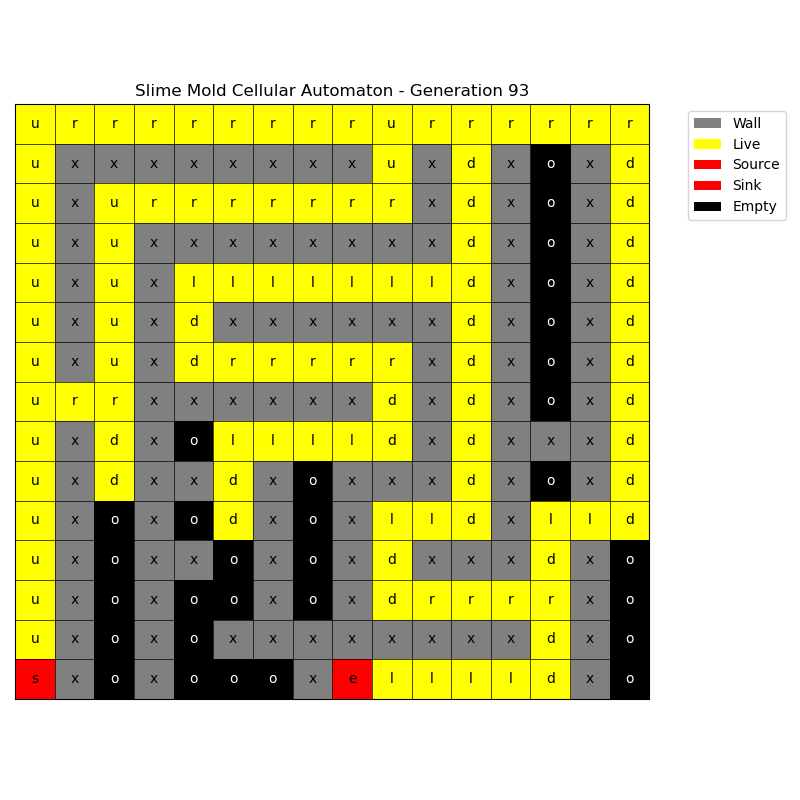 Slime Mold Cellular Automaton - Generation 93
u r r r r r r r r u r r r r r r
u x x x x x x x x u x d x o x d
u x u r r r r r r r x d x o x d
u x u x x x x x x x x d x o x d
u x u x l l l l l l l d x o x d
u x u x d x x x x x x d x o x d
u x u x d r r r r r x d x o x d
u r r x x x x x x d x d x o x d
u x d x o l l l l d x d x x x d
u x d x x d x o x x x d x o x d
u x o x o d x o x l l d x l l d
u x o x x o x o x d x x x d x o
u x o x o o x o x d r r r r x o
u x o x o x x x x x x x x d x o
s x o x o o o x e l l l l d x o
Wall
Live
Source
Sink
Empty